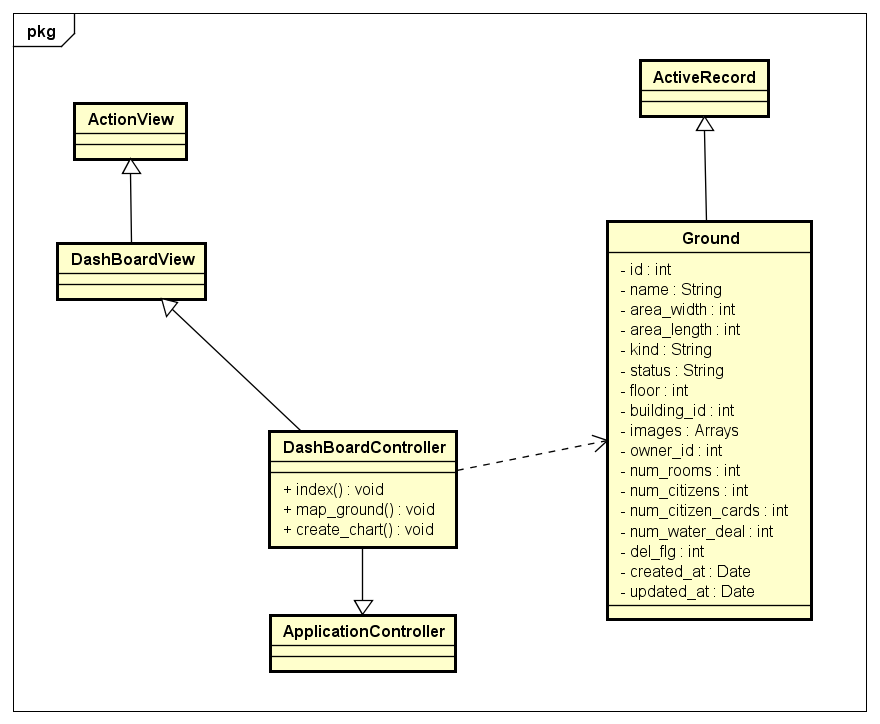 pkg
ActionView
DashBoardView
DashBoardController
+ index() : void
+ map_ground() : void
+ create_chart() : void
ApplicationController
ActiveRecord
Ground
- id : int
- name : String
- area_width : int
- area_length : int
- kind : String
- status : String
- floor : int
- building_id : int
- images : Arrays
- owner_id : int
- num_rooms : int
- num_citizens : int
- num_citizen_cards : int
- num_water_deal : int
- del_flg : int
- created_at : Date
- updated_at : Date